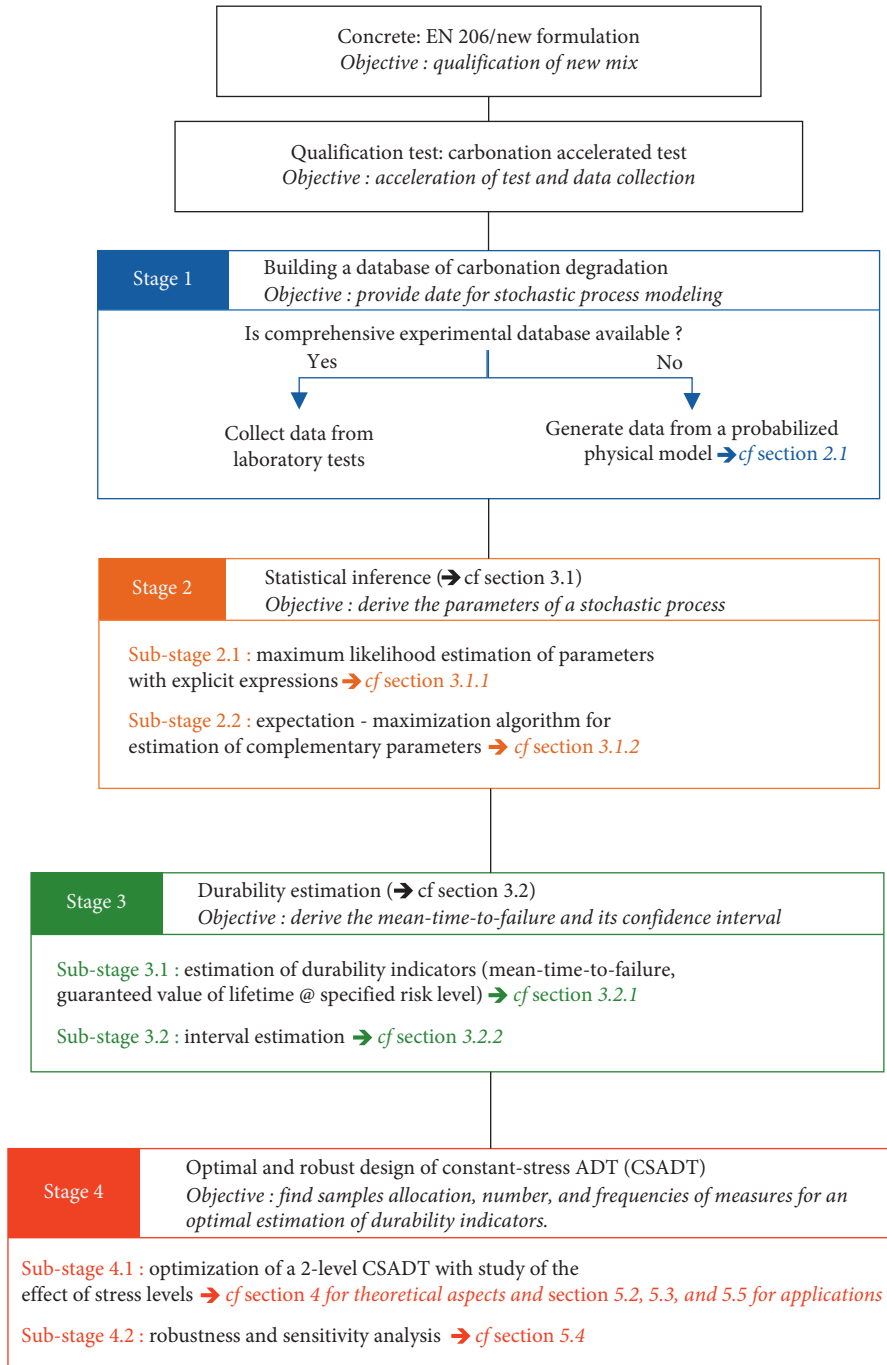 Concrete: EN 206/new formulation
Objective : qualification of new mix
Qualification test: carbonation accelerated test
Objective : acceleration of test and data collection
Stage 1
Building a database of carbonation degradation
Objective : provide date for stochastic process modeling
Is comprehensive experimental database available ?
Yes
No
Collect data from
laboratory tests
Generate data from a probabilized
physical model ➔ cf section 2.1
Stage 2
Statistical inference (➔ cf section 3.1)
Objective : derive the parameters of a stochastic process
Sub-stage 2.1 : maximum likelihood estimation of parameters
with explicit expressions ➔ cf section 3.1.1
Sub-stage 2.2 : expectation - maximization algorithm for
estimation of complementary parameters ➔ cf section 3.1.2
Stage 3
Durability estimation (➔ cf section 3.2)
Objective : derive the mean-time-to-failure and its confidence interval
Sub-stage 3.1 : estimation of durability indicators (mean-time-to-failure,
guaranteed value of lifetime @ specified risk level) ➔ cf section 3.2.1
Sub-stage 3.2 : interval estimation ➔ cf section 3.2.2
Stage 4
Optimal and robust design of constant-stress ADT (CSADT)
Objective : find samples allocation, number, and frequencies of measures for an
optimal estimation of durability indicators.
Sub-stage 4.1 : optimization of a 2-level CSADT with study of the
effect of stress levels ➔ cf section 4 for theoretical aspects and section 5.2, 5.3, and 5.5 for applications
Sub-stage 4.2 : robustness and sensitivity analysis ➔ cf section 5.4